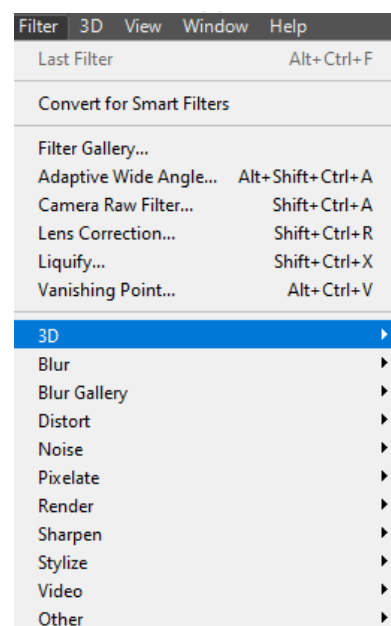 Filter 3D View Window Help
Last Filter Alt+Ctrl+F
Convert for Smart Filters
Filter Gallery...
Adaptive Wide Angle... Alt+Shift+Ctrl+A
Camera Raw Filter... Shift+Ctrl+A
Lens Correction... Shift+Ctrl+R
Liquify... Shift+Ctrl+X
Vanishing Point... Alt+Ctrl+V
3D
Blur
Blur Gallery
Distort
Noise
Pixelate
Render
Sharpen
Stylize
Video
Other